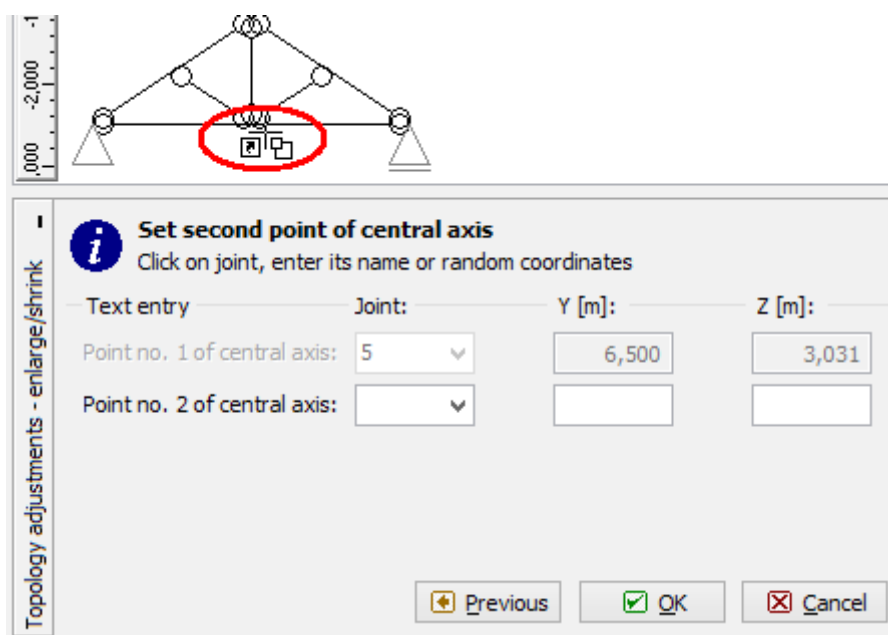 -1
-2,000
,000
Topology adjustments - enlarge/shrink
Set second point of central axis
Click on joint, enter its name or random coordinates
Text entry Joint: Y [m]: Z [m]:
Point no. 1 of central axis: 5 6,500 3,031
Point no. 2 of central axis:
Previous OK Cancel